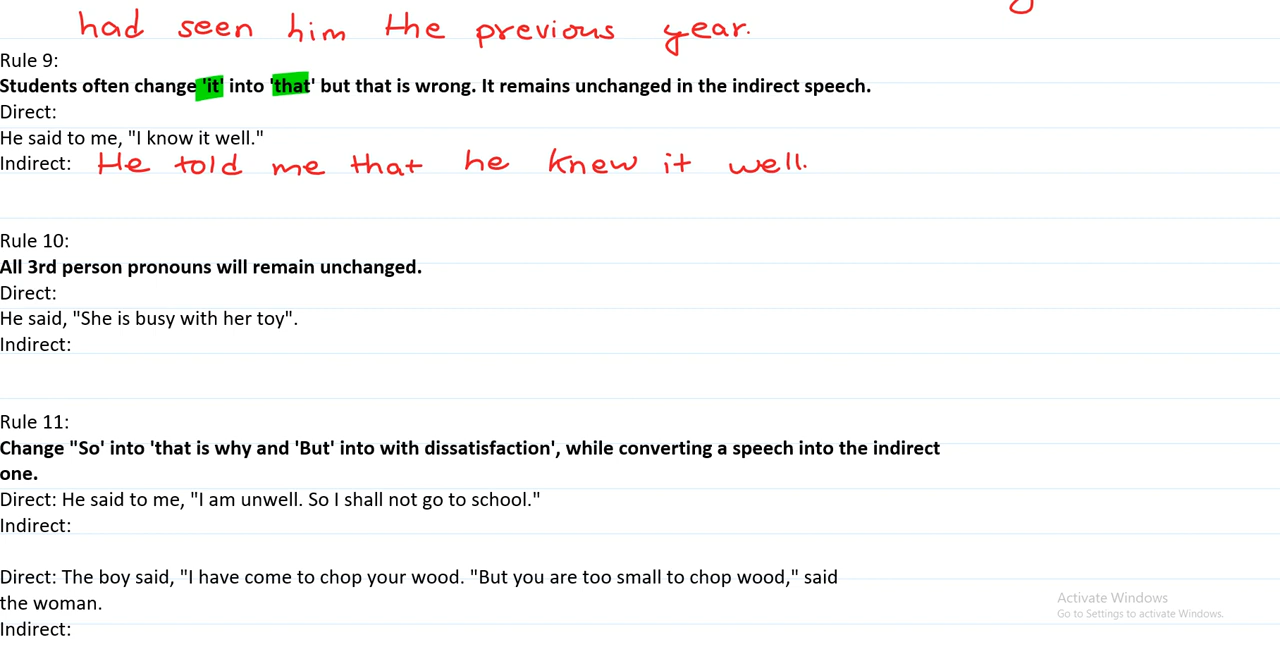 had seen him the previous year.
Rule 9:
Students often change 'it' into 'that' but that is wrong. It remains unchanged in the indirect speech.
Direct:
He said to me, "I know it well."
Indirect: He told me that he knew it well.
Rule 10:
All 3rd person pronouns will remain unchanged.
Direct:
He said, "She is busy with her toy".
Indirect:
Rule 11:
Change "So' into 'that is why and 'But' into with dissatisfaction', while converting a speech into the indirect
one.
Direct: He said to me, "I am unwell. So I shall not go to school."
Indirect:
Direct: The boy said, "I have come to chop your wood. "But you are too small to chop wood," said
the woman.
Indirect:
Activate Windows
Go to Settings to activate Windows.